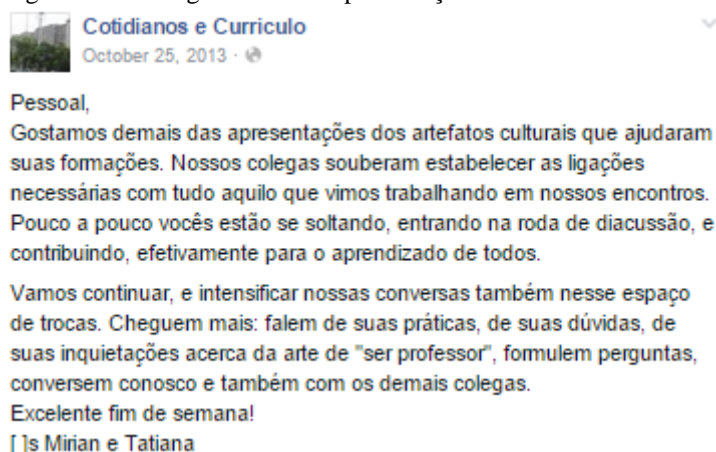 Cotidianos e Curriculo
October 25, 2013 ·
Pessoal,
Gostamos demais das apresentações dos artefatos culturais que ajudaram
suas formações. Nossos colegas souberam estabelecer as ligações
necessárias com tudo aquilo que vimos trabalhando em nossos encontros.
Pouco a pouco vocês estão se soltando, entrando na roda de diacussão, e
contribuindo, efetivamente para o aprendizado de todos.
Vamos continuar, e intensificar nossas conversas também nesse espaço
de trocas. Cheguem mais: falem de suas práticas, de suas dúvidas, de
suas inquietações acerca da arte de "ser professor", formulem perguntas,
conversem conosco e também com os demais colegas.
Excelente fim de semana!
[ ]s Mirian e Tatiana